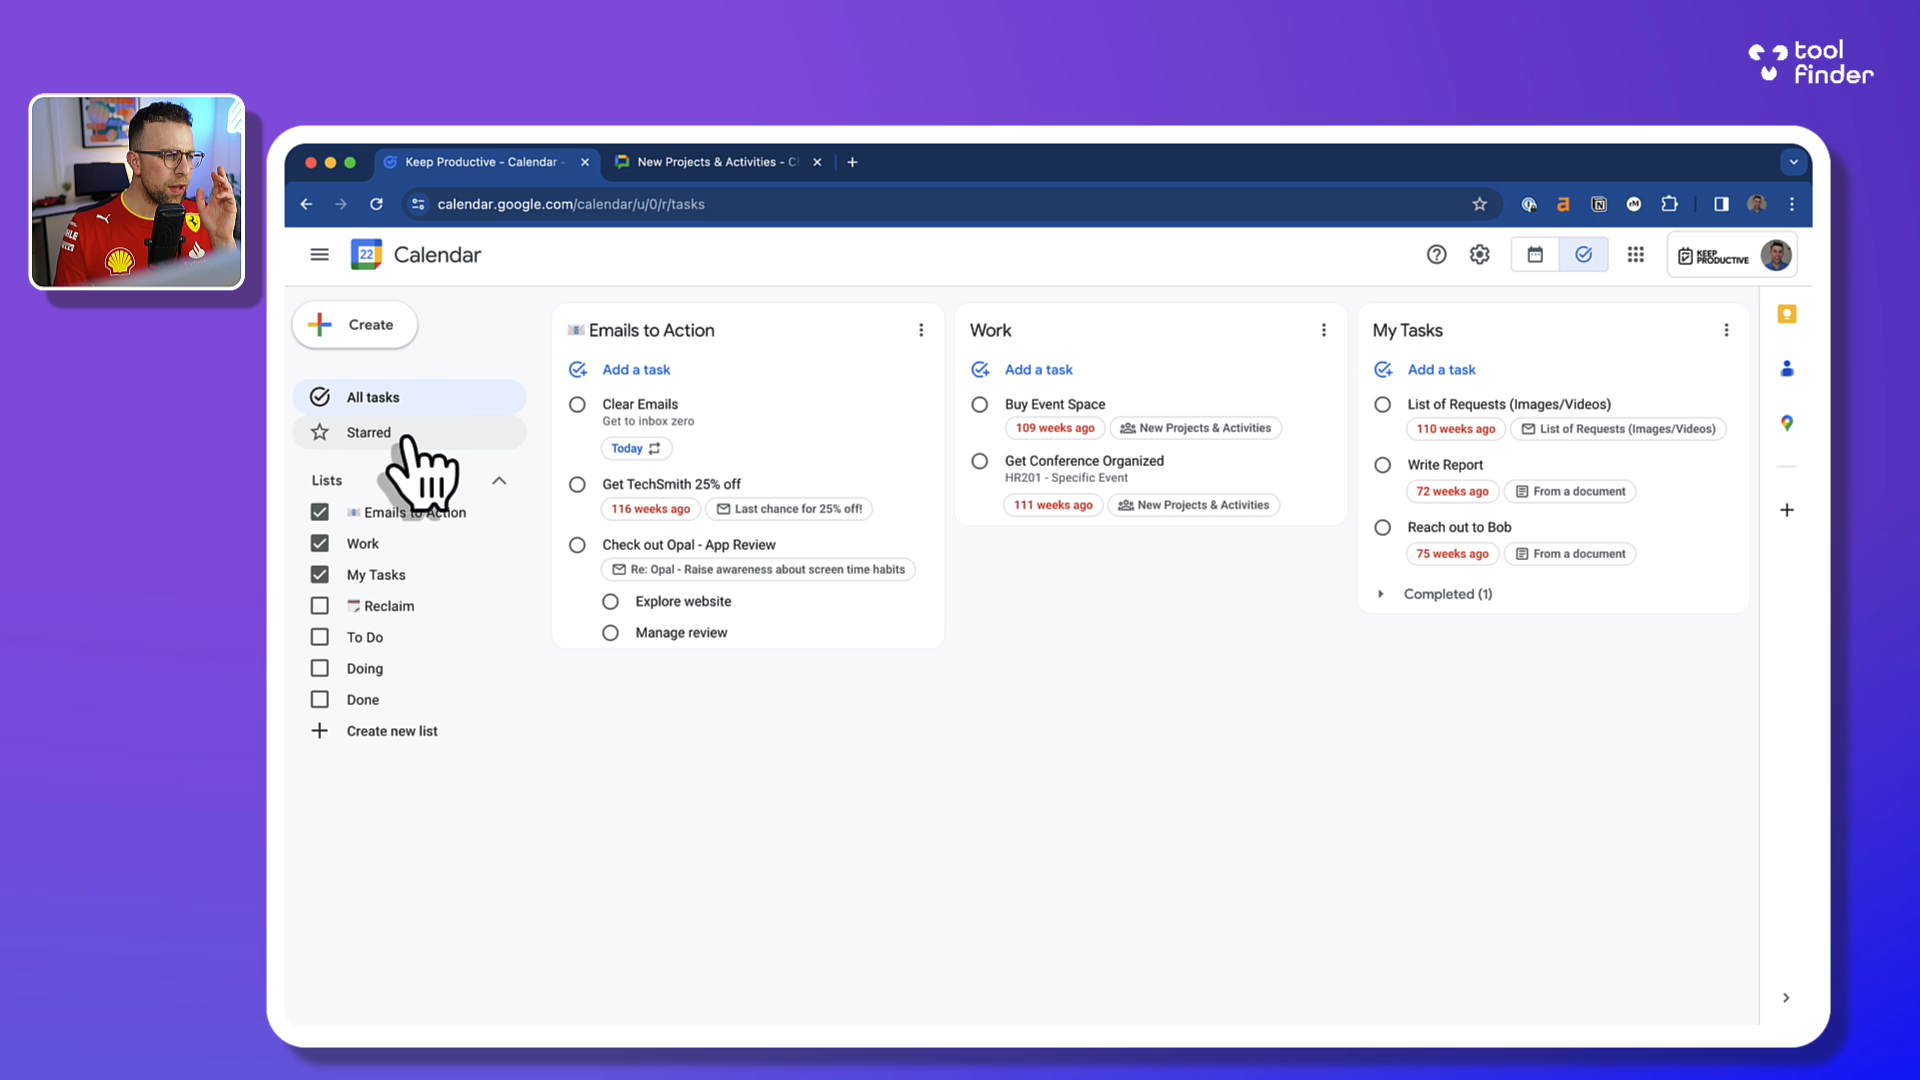 tool
finder
Keep Productive - Calendar -
New Projects & Activities - C
calendar.google.com/calendar/u/0/r/tasks
22
Calendar
KEEP
PRODUCTIVE
Create
All tasks
Starred
Lists
Emails to Action
Work
My Tasks
Reclaim
To Do
Doing
Done
Create new list
Emails to Action
Add a task
Clear Emails
Get to inbox zero
Today
Get TechSmith 25% off
116 weeks ago
Last chance for 25% off!
Check out Opal - App Review
Re: Opal - Raise awareness about screen time habits
Explore website
Manage review
Work
Add a task
Buy Event Space
109 weeks ago
New Projects & Activities
Get Conference Organized
HR201 - Specific Event
111 weeks ago
New Projects & Activities
My Tasks
Add a task
List of Requests (Images/Videos)
110 weeks ago
List of Requests (Images/Videos)
Write Report
72 weeks ago
From a document
Reach out to Bob
75 weeks ago
From a document
Completed (1)